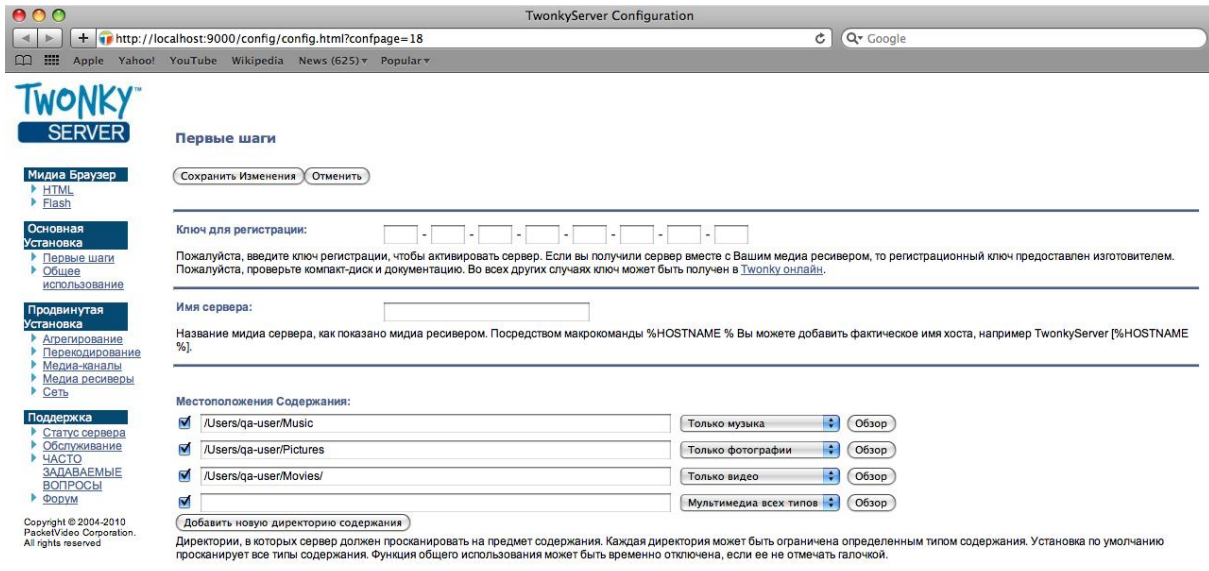 TwonkyServer Configuration
http://localhost:9000/config/config.html?confpage=18
Google
Apple Yahoo! YouTube Wikipedia News (625) Popular
TWONKY™
SERVER
Первые шаги
Сохранить Изменения Отменить
Мидиа Браузер
HTML
Flash
Основная
Установка
Первые шаги
Общее
использование
Продвинутая
Установка
Агрегирование
Перекодирование
Медиа-каналы
Медиа ресиверы
Сеть
Поддержка
Статус сервера
Обслуживание
ЧАСТО
ЗАДАВАЕМЫЕ
ВОПРОСЫ
Форум
Copyright © 2004-2010
PacketVideo Corporation.
All rights reserved
Ключ для регистрации: - - - - - - -
Пожалуйста, введите ключ регистрации, чтобы активировать сервер. Если вы получили сервер вместе с Вашим медиа ресивером, то регистрационный ключ предоставлен изготовителем.
Пожалуйста, проверьте компакт-диск и документацию. Во всех других случаях ключ может быть получен в Twonky онлайн.
Имя сервера:
Название мидиа сервера, как показано мидиа ресивером. Посредством макрокоманды %HOSTNAME % Вы можете добавить фактическое имя хоста, например TwonkyServer [%HOSTNAME
%].
Местоположения Содержания:
/Users/qa-user/Music Только музыка Обзор
/Users/qa-user/Pictures Только фотографии Обзор
/Users/qa-user/Movies/ Только видео Обзор
Мультимедиа всех типов Обзор
Добавить новую директорию содержания
Директории, в которых сервер должен просканировать на предмет содержания. Каждая директория может быть ограничена определенным типом содержания. Установка по умолчанию
просканирует все типы содержания. Функция общего использования может быть временно отключена, если ее не отмечать галочкой.